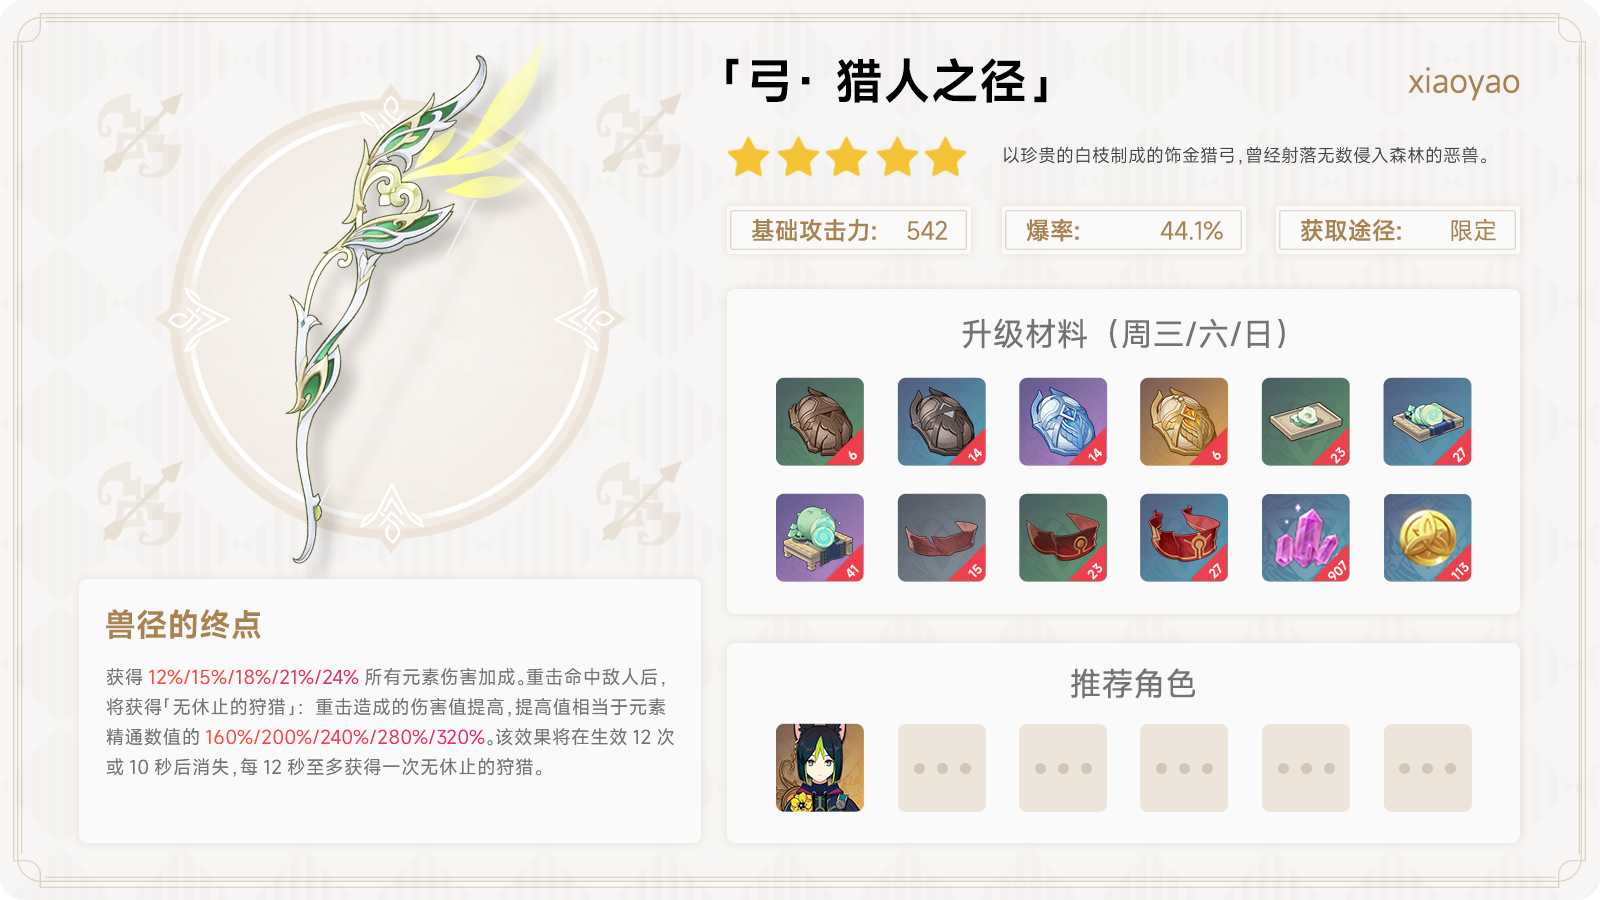 「弓· 猎人之径」
xiaoyao
以珍贵的白枝制成的饰金猎弓,曾经射落无数侵入森林的恶兽。
基础攻击力: 542
爆率: 44.1%
获取途径: 限定
升级材料（周三/六/日）
6 14 14 6 23 27
41 15 23 27 907 113
兽径的终点
获得 12%/15%/18%/21%/24% 所有元素伤害加成。重击命中敌人后,
将获得「无休止的狩猎」: 重击造成的伤害值提高,提高值相当于元素
精通数值的 160%/200%/240%/280%/320%。该效果将在生效 12 次
或 10 秒后消失,每 12 秒至多获得一次无休止的狩猎。
推荐角色